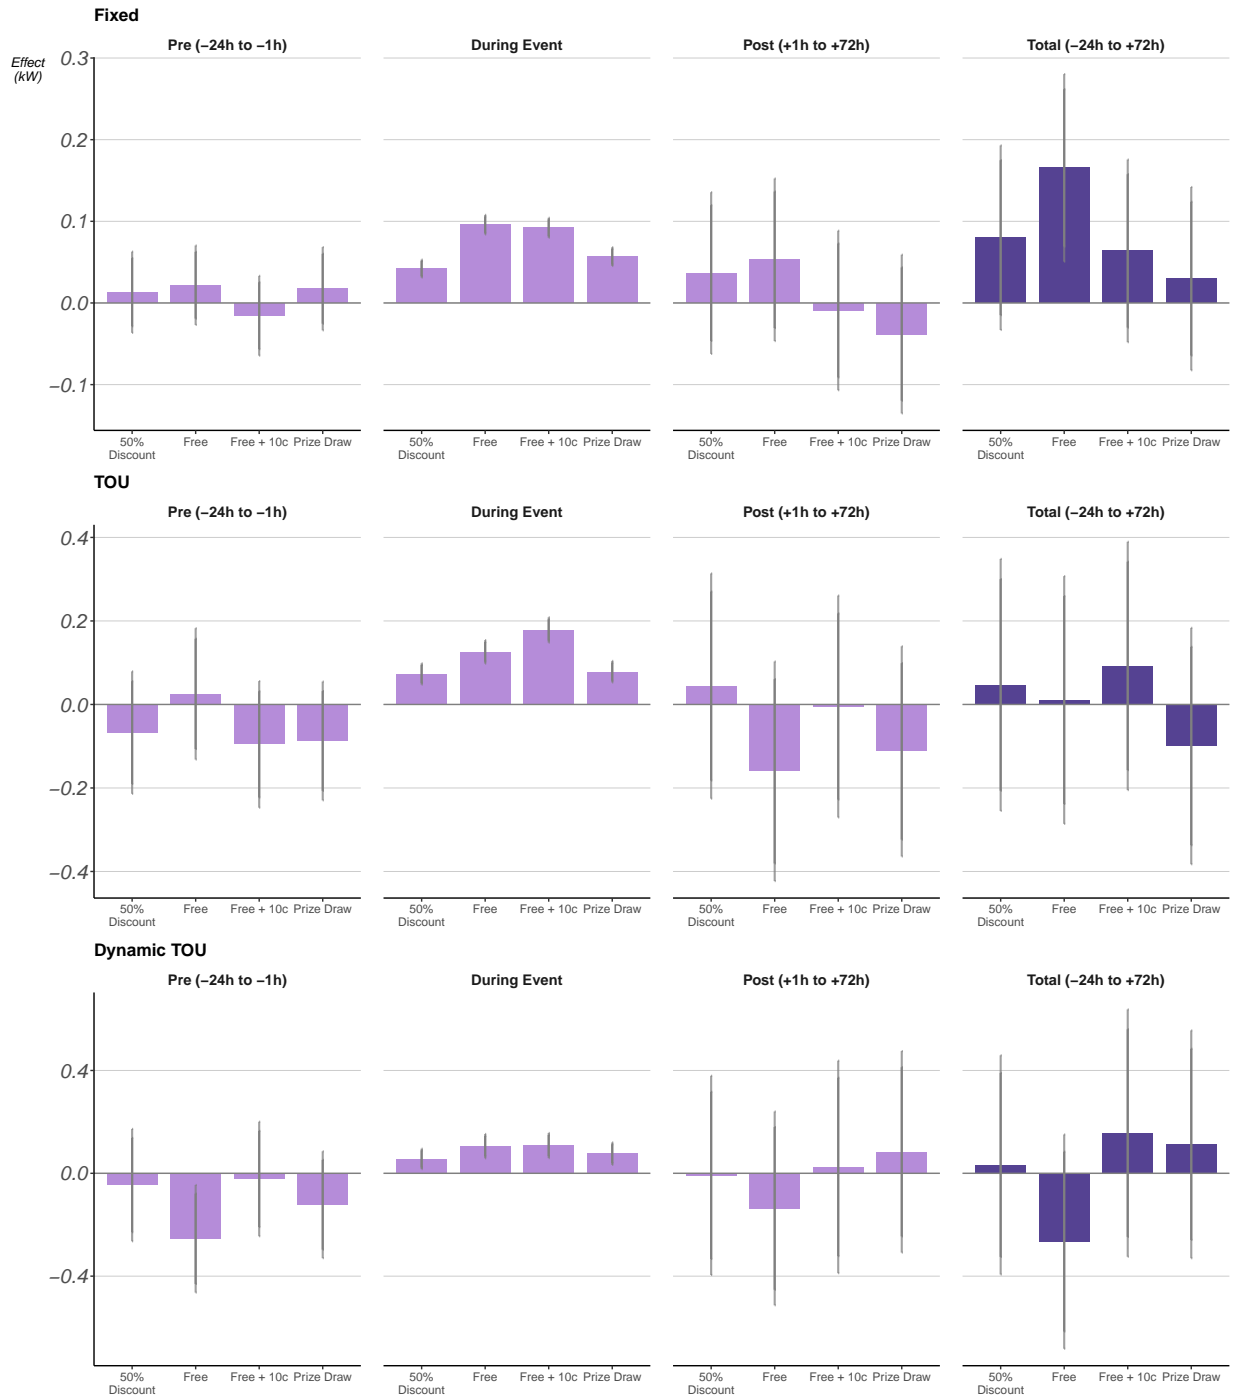 Fixed
Pre (−24h to −1h) During Event Post (+1h to +72h) Total (−24h to +72h)
Effect
(kW)
0.3
0.2
0.1
0.0
−0.1
50% Free Free + 10c Prize Draw 50% Free Free + 10c Prize Draw 50% Free Free + 10c Prize Draw 50% Free Free + 10c Prize Draw
Discount Discount Discount Discount
TOU
Pre (−24h to −1h) During Event Post (+1h to +72h) Total (−24h to +72h)
0.4
0.2
0.0
−0.2
−0.4
50% Free Free + 10c Prize Draw 50% Free Free + 10c Prize Draw 50% Free Free + 10c Prize Draw 50% Free Free + 10c Prize Draw
Discount Discount Discount Discount
Dynamic TOU
Pre (−24h to −1h) During Event Post (+1h to +72h) Total (−24h to +72h)
0.4
0.0
−0.4
50% Free Free + 10c Prize Draw 50% Free Free + 10c Prize Draw 50% Free Free + 10c Prize Draw 50% Free Free + 10c Prize Draw
Discount Discount Discount Discount